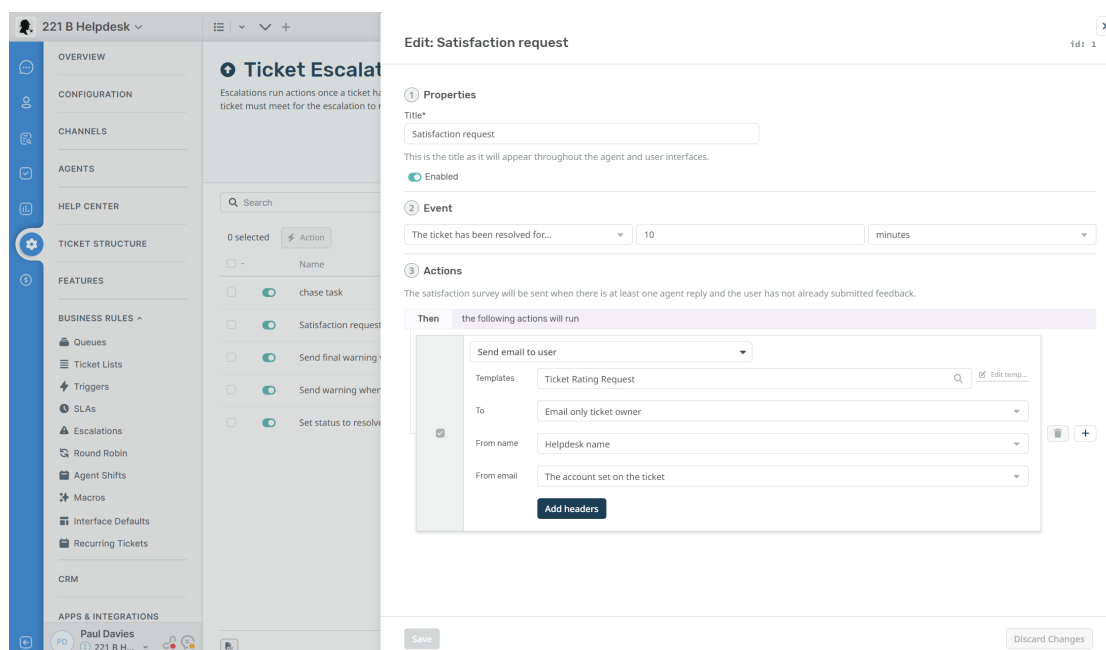 221 B Helpdesk
OVERVIEW
CONFIGURATION
CHANNELS
AGENTS
HELP CENTER
TICKET STRUCTURE
FEATURES
BUSINESS RULES
Queues
Ticket Lists
Triggers
SLAs
Escalations
Round Robin
Agent Shifts
Macros
Interface Defaults
Recurring Tickets
CRM
APPS & INTEGRATIONS
PD
Paul Davies
221 B H...
Ticket Escalat
Escalations run actions once a ticket ha
ticket must meet for the escalation to r
Search
0 selected
Action
Name
chase task
Satisfaction request
Send final warning
Send warning when
Set status to resolve
Edit: Satisfaction request
id: 1
1 Properties
Title*
Satisfaction request
This is the title as it will appear throughout the agent and user interfaces.
Enabled
2 Event
The ticket has been resolved for... 10 minutes
3 Actions
The satisfaction survey will be sent when there is at least one agent reply and the user has not already submitted feedback.
Then the following actions will run
Send email to user
Templates Ticket Rating Request Edit temp...
To Email only ticket owner
From name Helpdesk name
From email The account set on the ticket
Add headers
Save Discard Changes